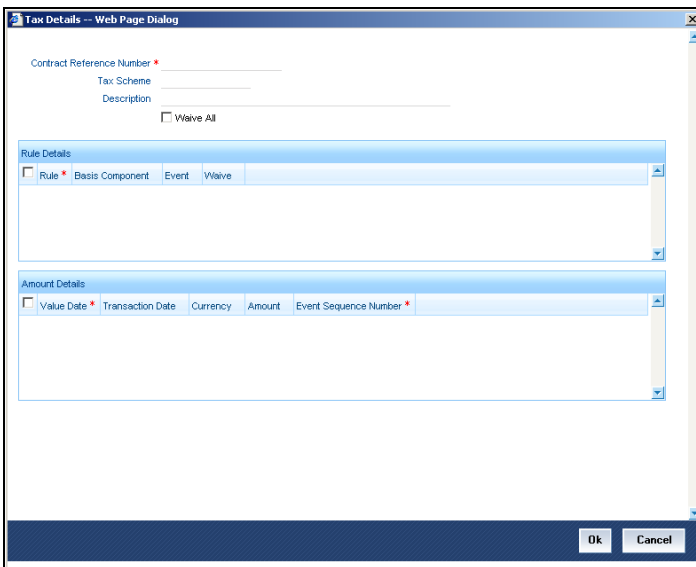 Tax Details -- Web Page Dialog
Contract Reference Number *
Tax Scheme
Description
Waive All
Rule Details
Rule * Basis Component Event Waive
Amount Details
Value Date * Transaction Date Currency Amount Event Sequence Number *
Ok Cancel